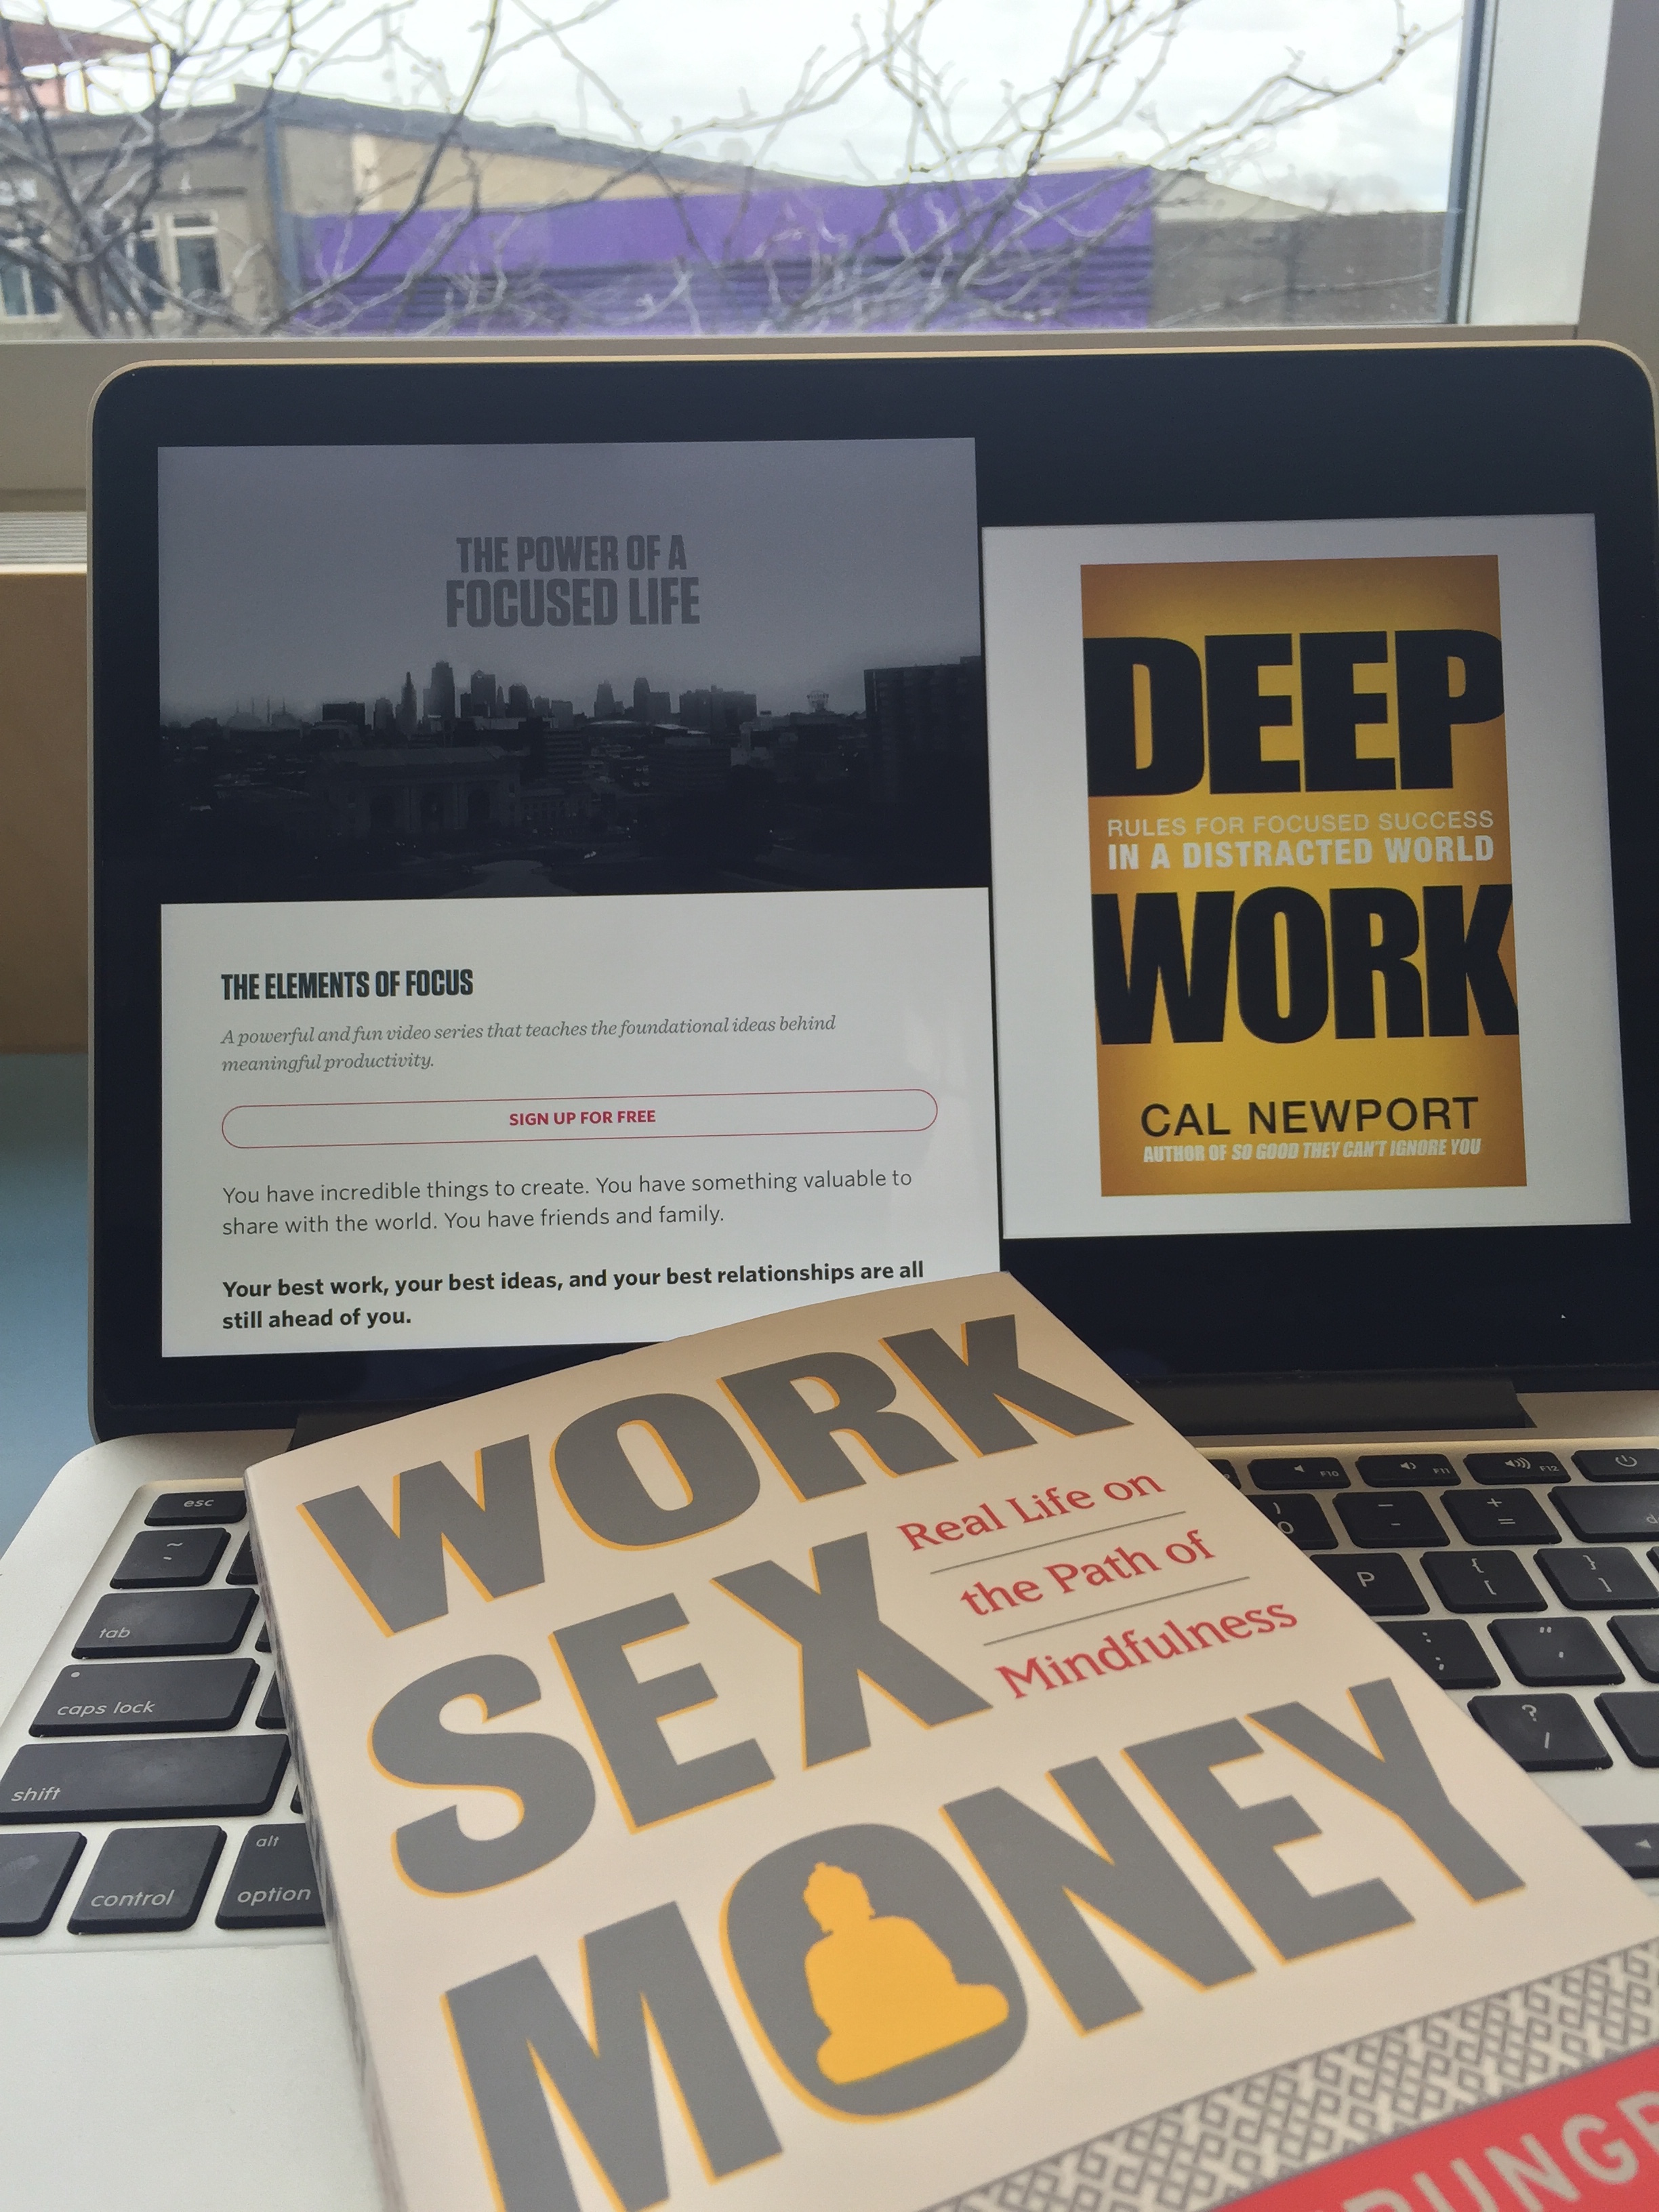 THE POWER OF A
FOCUSED LIFE
THE ELEMENTS OF FOCUS
A powerful and fun video series that teaches the foundational ideas behind
meaningful productivity.
SIGN UP FOR FREE
You have incredible things to create. You have something valuable to
share with the world. You have friends and family.
Your best work, your best ideas, and your best relationships are all
still ahead of you.
DEEP
RULES FOR FOCUSED SUCCESS
IN A DISTRACTED WORLD
WORK
CAL NEWPORT
AUTHOR OF SO GOOD THEY CAN'T IGNORE YOU
WORK
SEX
MONEY
Real Life on
the Path of
Mindfulness
esc
tab
caps lock
shift
control
alt
option
F10
F11
F12
P